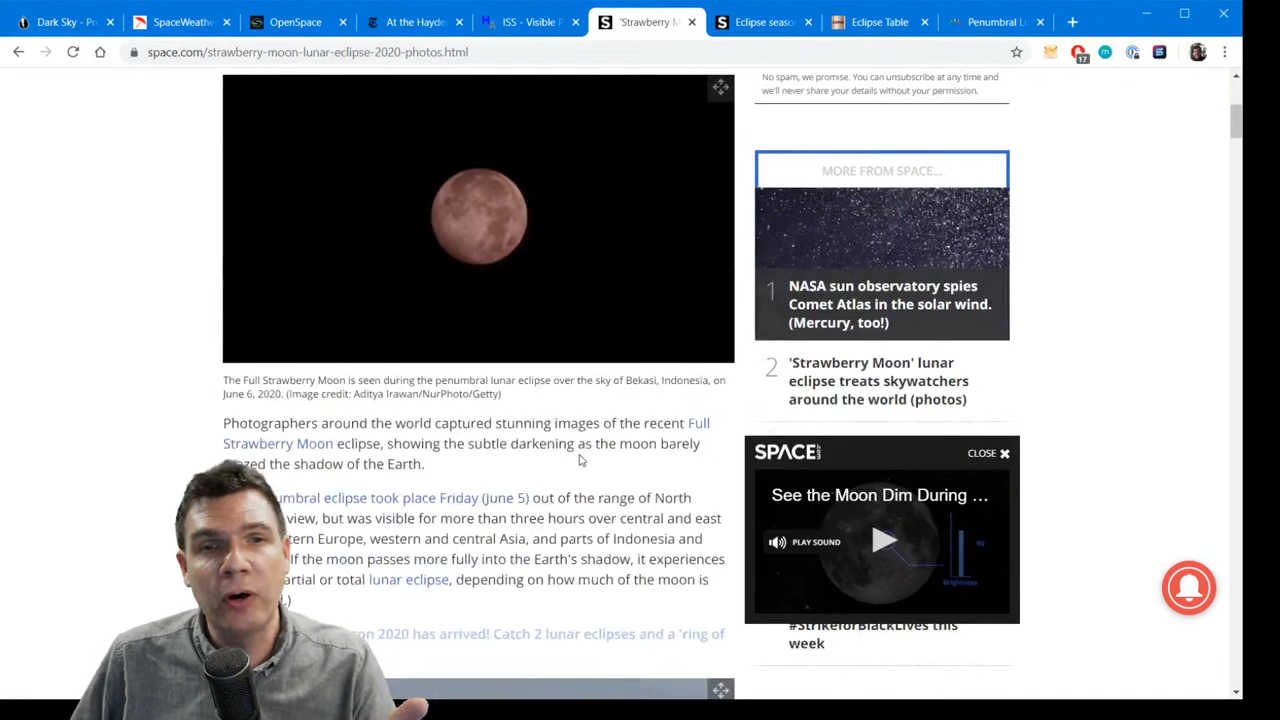 Dark Sky - P
SpaceWeathe
OpenSpace
At the Hayde
ISS - Visible P
'Strawberry M
Eclipse seaso
Eclipse Table
Penumbral Lu
space.com/strawberry-moon-lunar-eclipse-2020-photos.html
17
No spam, we promise. You can unsubscribe at any time and
we'll never share your details without your permission.
MORE FROM SPACE...
1
NASA sun observatory spies
Comet Atlas in the solar wind.
(Mercury, too!)
2
'Strawberry Moon' lunar
eclipse treats skywatchers
around the world (photos)
The Full Strawberry Moon is seen during the penumbral lunar eclipse over the sky of Bekasi, Indonesia, on
June 6, 2020. (Image credit: Aditya Irawan/NurPhoto/Getty)
Photographers around the world captured stunning images of the recent Full
Strawberry Moon eclipse, showing the subtle darkening as the moon barely
the shadow of the Earth.
eclipse took place Friday (June 5) out of the range of North
view, but was visible for more than three hours over central and east
Europe, western and central Asia, and parts of Indonesia and
If the moon passes more fully into the Earth's shadow, it experiences
or total lunar eclipse, depending on how much of the moon is
2020 has arrived! Catch 2 lunar eclipses and a 'ring of
SPACE.com
CLOSE ✖
See the Moon Dim During ...
PLAY SOUND
90
Brightness
#StrikeforBlackLives this
week